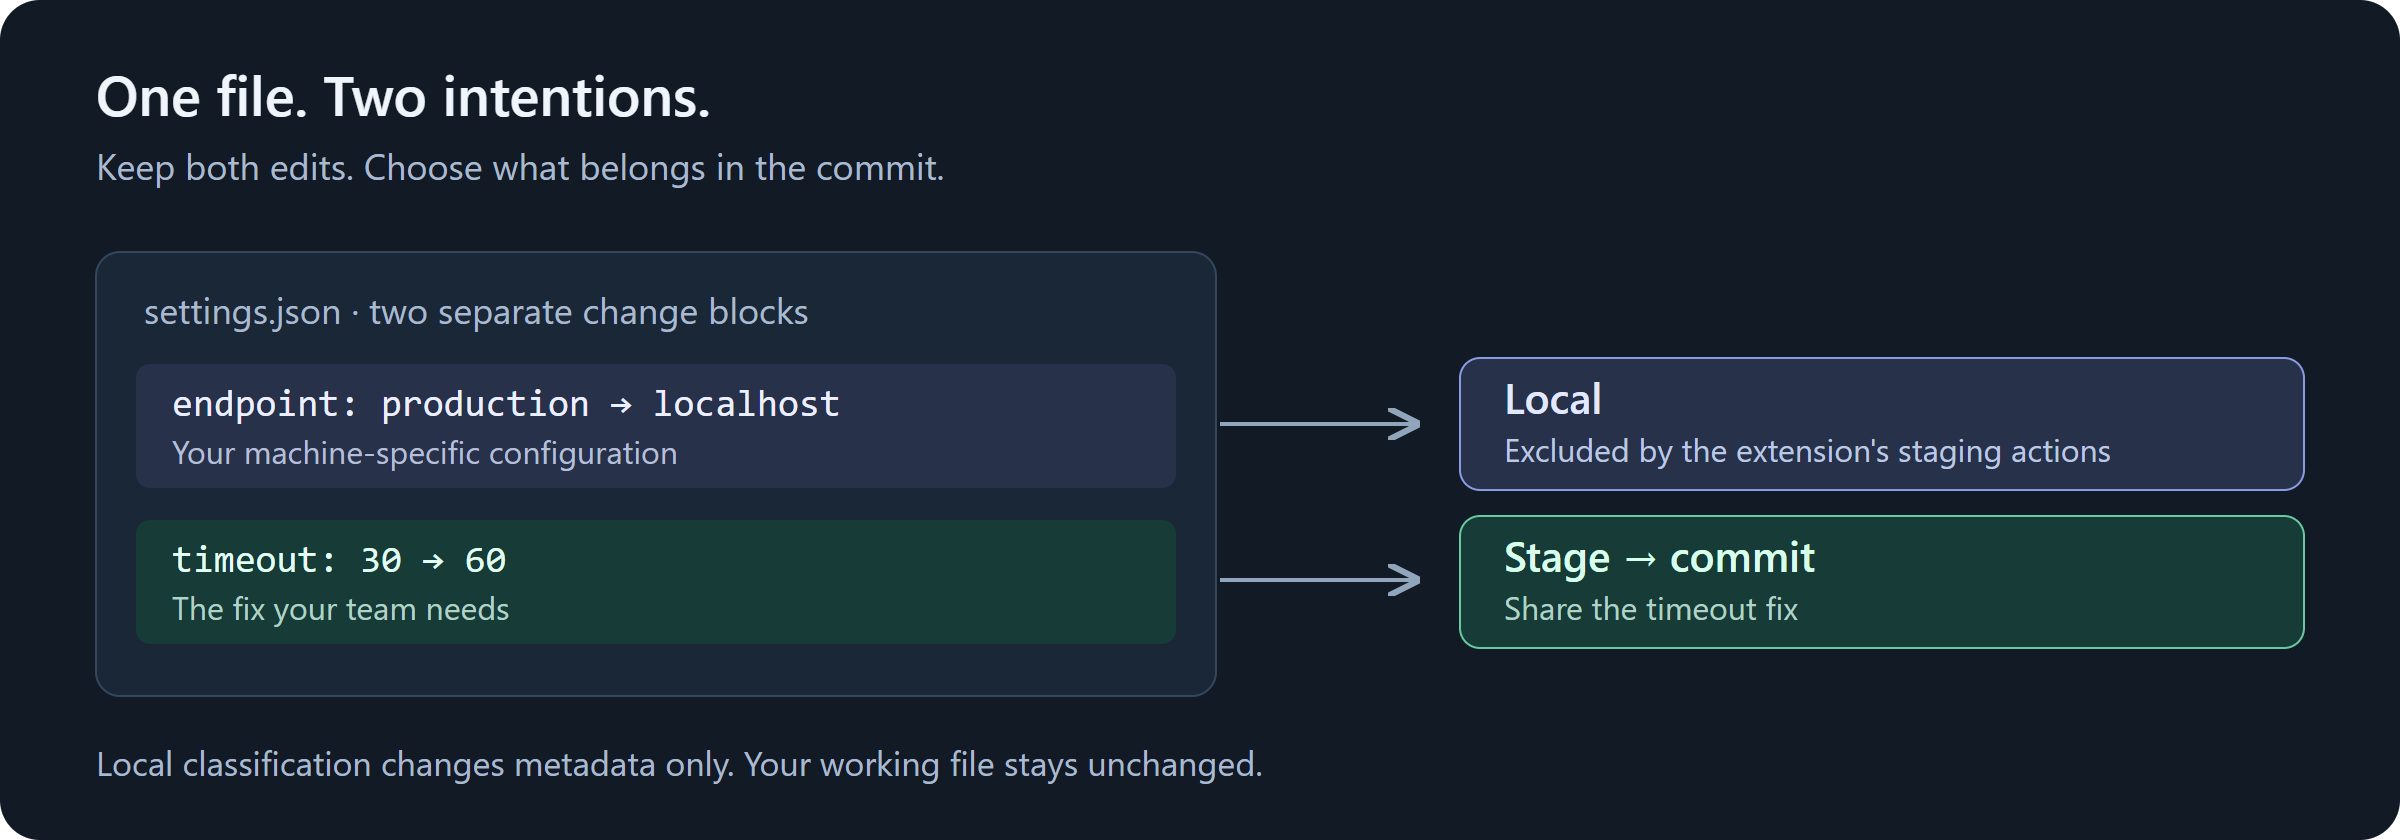 One file. Two intentions.
Keep both edits. Choose what belongs in the commit.
settings.json · two separate change blocks
endpoint: production → localhost
Your machine-specific configuration
timeout: 30 → 60
The fix your team needs
Local
Excluded by the extension's staging actions
Stage → commit
Share the timeout fix
Local classification changes metadata only. Your working file stays unchanged.